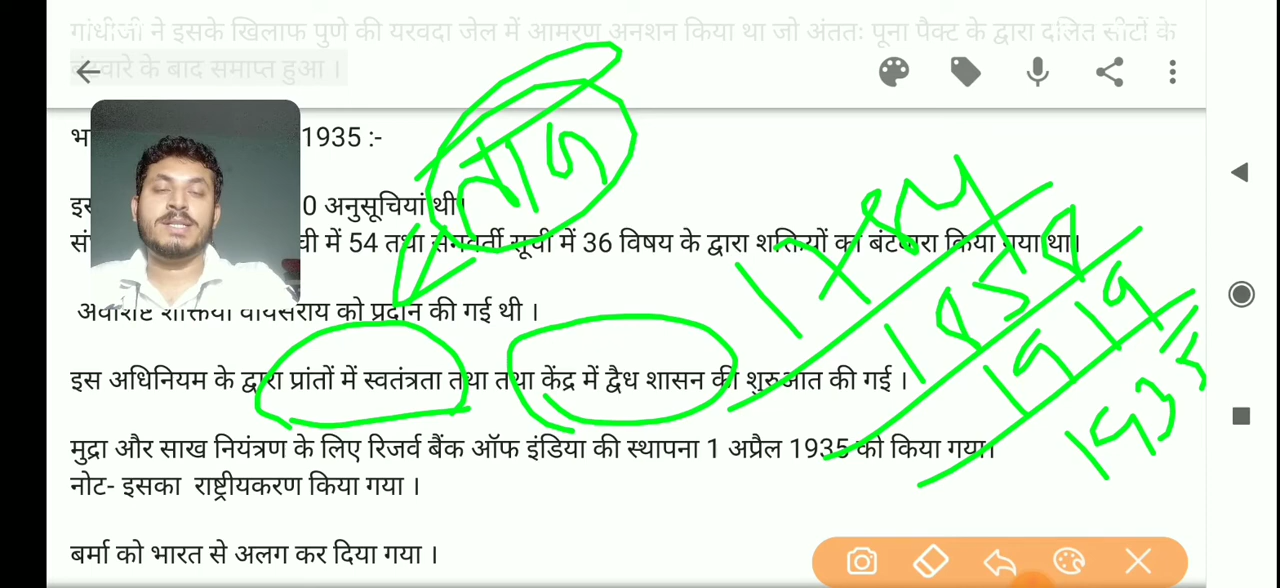 गांधीजी ने इसके खिलाफ पुणे की यरवदा जेल में आमरण अनशन किया था जो अंततः पूना पैक्ट के द्वारा दलित सीटों के
के बाद समाप्त हुआ ।
1935 :-
0 अनुसूचियां थी
में 54 तथा समवर्ती सूची में 36 विषय के द्वारा शक्तियों का बंटवारा किया गया था।
अवशिष्ट शक्तियां वायसराय को प्रदान की गई थी ।
इस अधिनियम के द्वारा प्रांतों में स्वतंत्रता तथा तथा केंद्र में द्वैध शासन की शुरुआत की गई ।
मुद्रा और साख नियंत्रण के लिए रिजर्व बैंक ऑफ इंडिया की स्थापना 1 अप्रैल 1935 को किया गया।
नोट- इसका राष्ट्रीयकरण किया गया ।
बर्मा को भारत से अलग कर दिया गया ।
ताज
1858
1919
1935